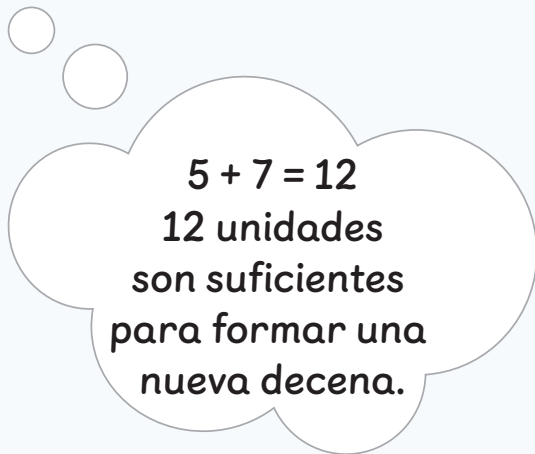 5 + 7 = 12
12 unidades
son suficientes
para formar una
nueva decena.